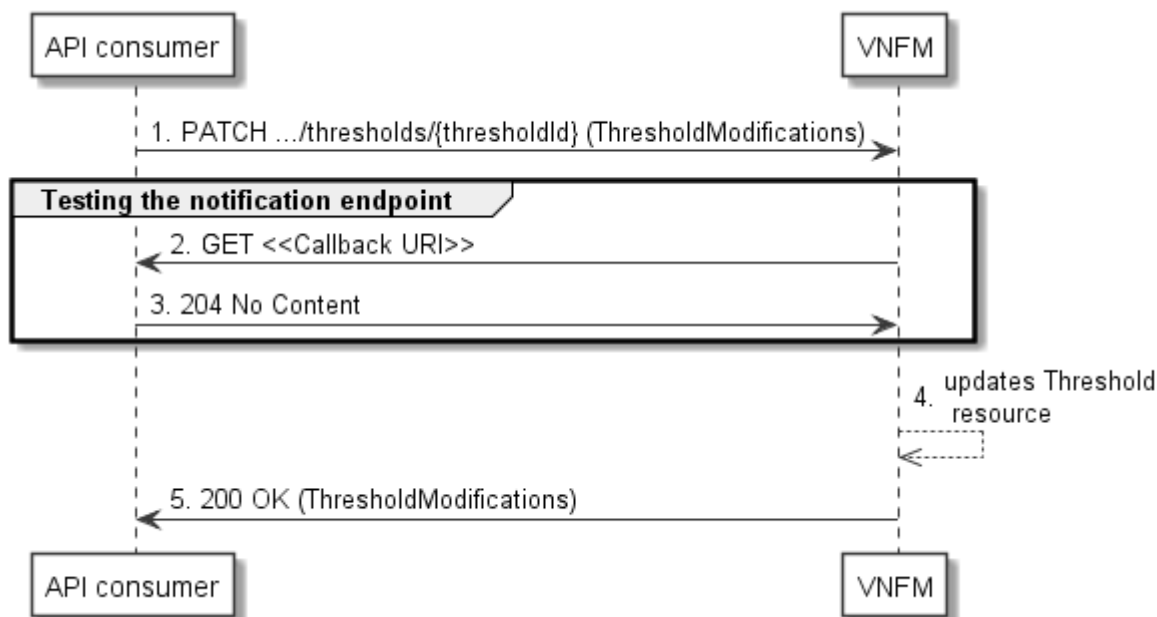 API consumer
VNFM
1. PATCH .../thresholds/{thresholdId} (ThresholdModifications)
Testing the notification endpoint
2. GET <<Callback URI>>
3. 204 No Content
4. updates Threshold
resource
5. 200 OK (ThresholdModifications)
API consumer
VNFM